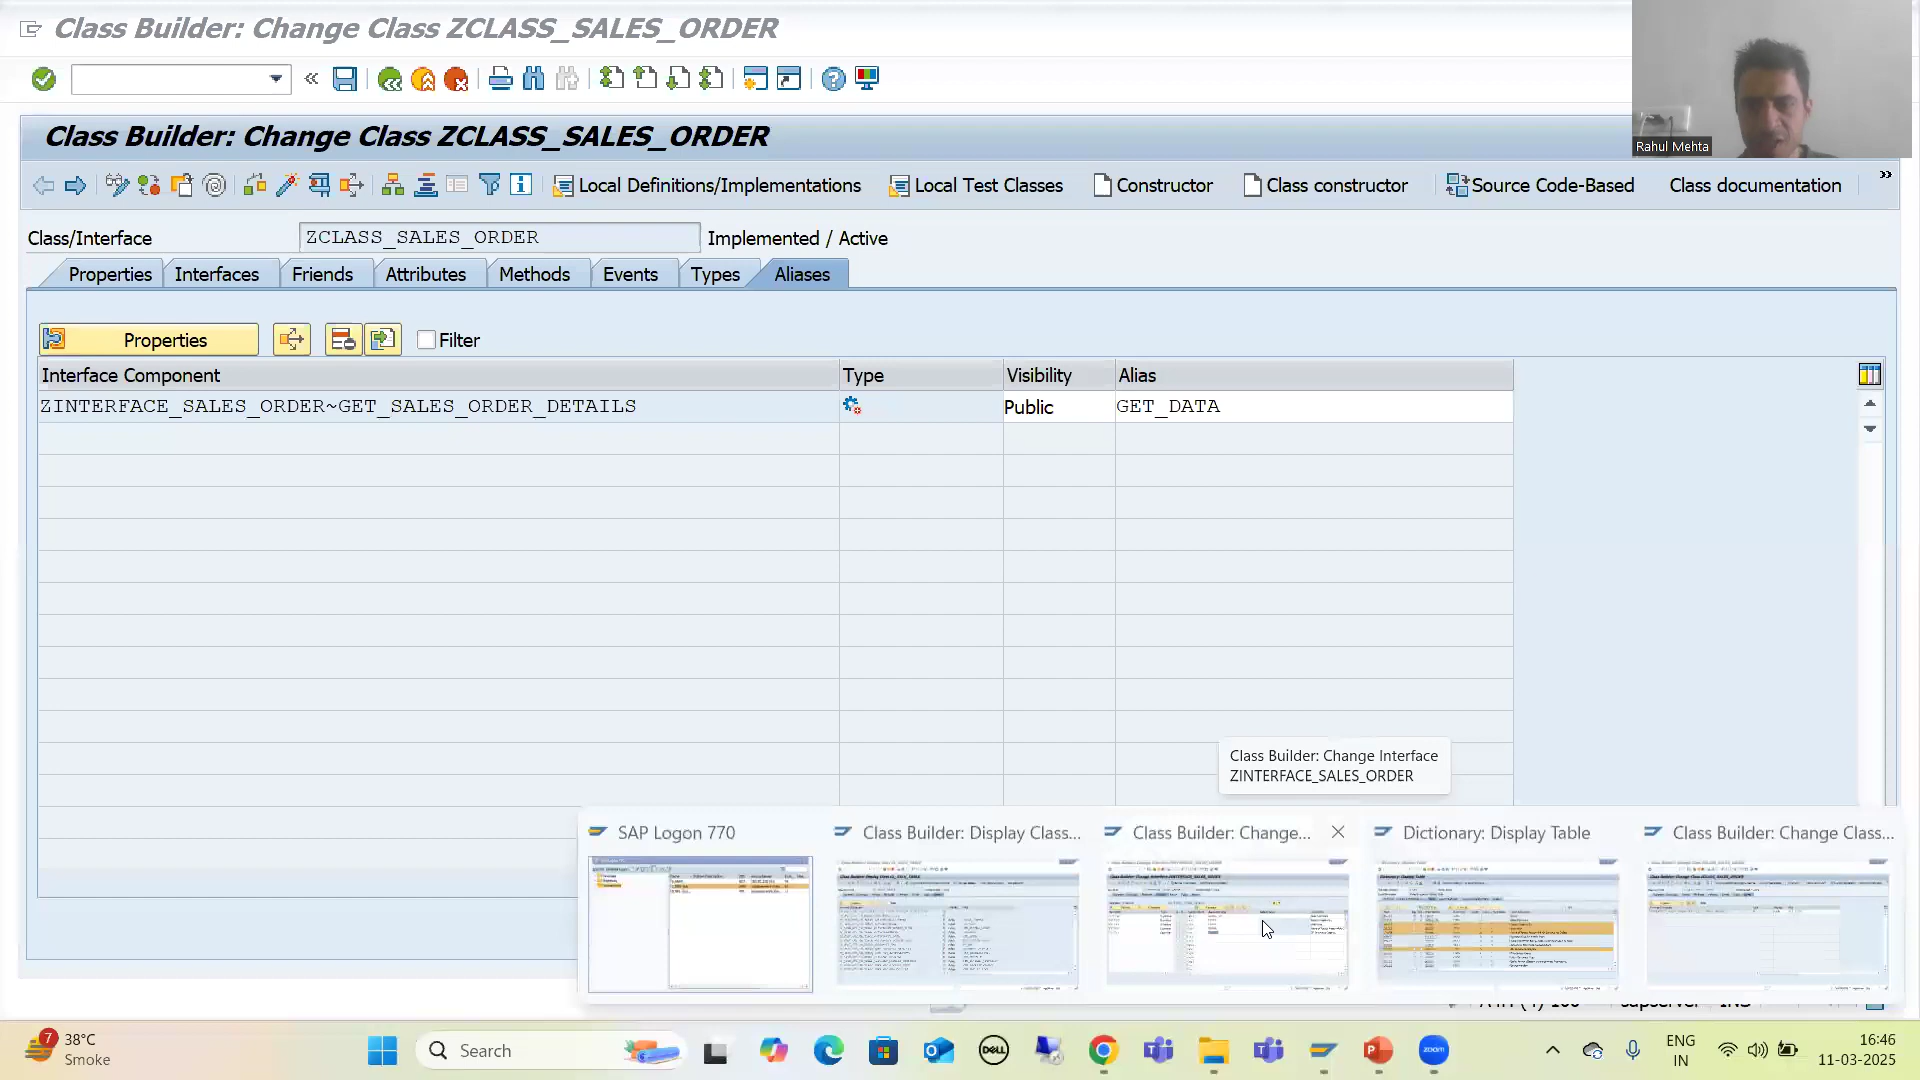 Class Builder: Change Class ZCLASS_SALES_ORDER
Rahul Mehta
Class Builder: Change Class ZCLASS_SALES_ORDER
Local Definitions/Implementations Local Test Classes Constructor Class constructor Source Code-Based Class documentation
Class/Interface ZCLASS_SALES_ORDER Implemented / Active
Properties Interfaces Friends Attributes Methods Events Types Aliases
Properties Filter
Interface Component Type Visibility Alias
ZINTERFACE_SALES_ORDER~GET_SALES_ORDER_DETAILS Public GET_DATA
Class Builder: Change Interface
ZINTERFACE_SALES_ORDER
SAP Logon 770 Class Builder: Display Class... Class Builder: Change... Dictionary: Display Table Class Builder: Change Class...
7 38°C
Smoke
Search
DELL
zoom
ENG
IN
16:46
11-03-2025